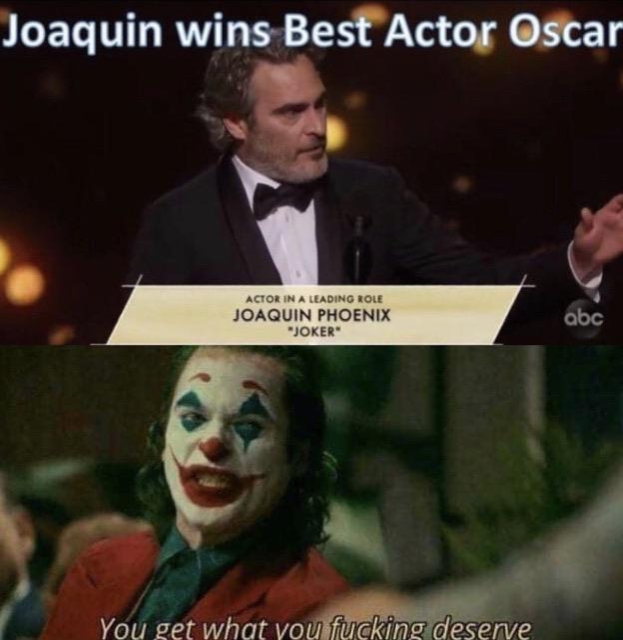 Joaquin wins Best Actor Oscar
ACTOR IN A LEADING ROLE
JOAQUIN PHOENIX
"JOKER"
abc
You get what you fucking deserve